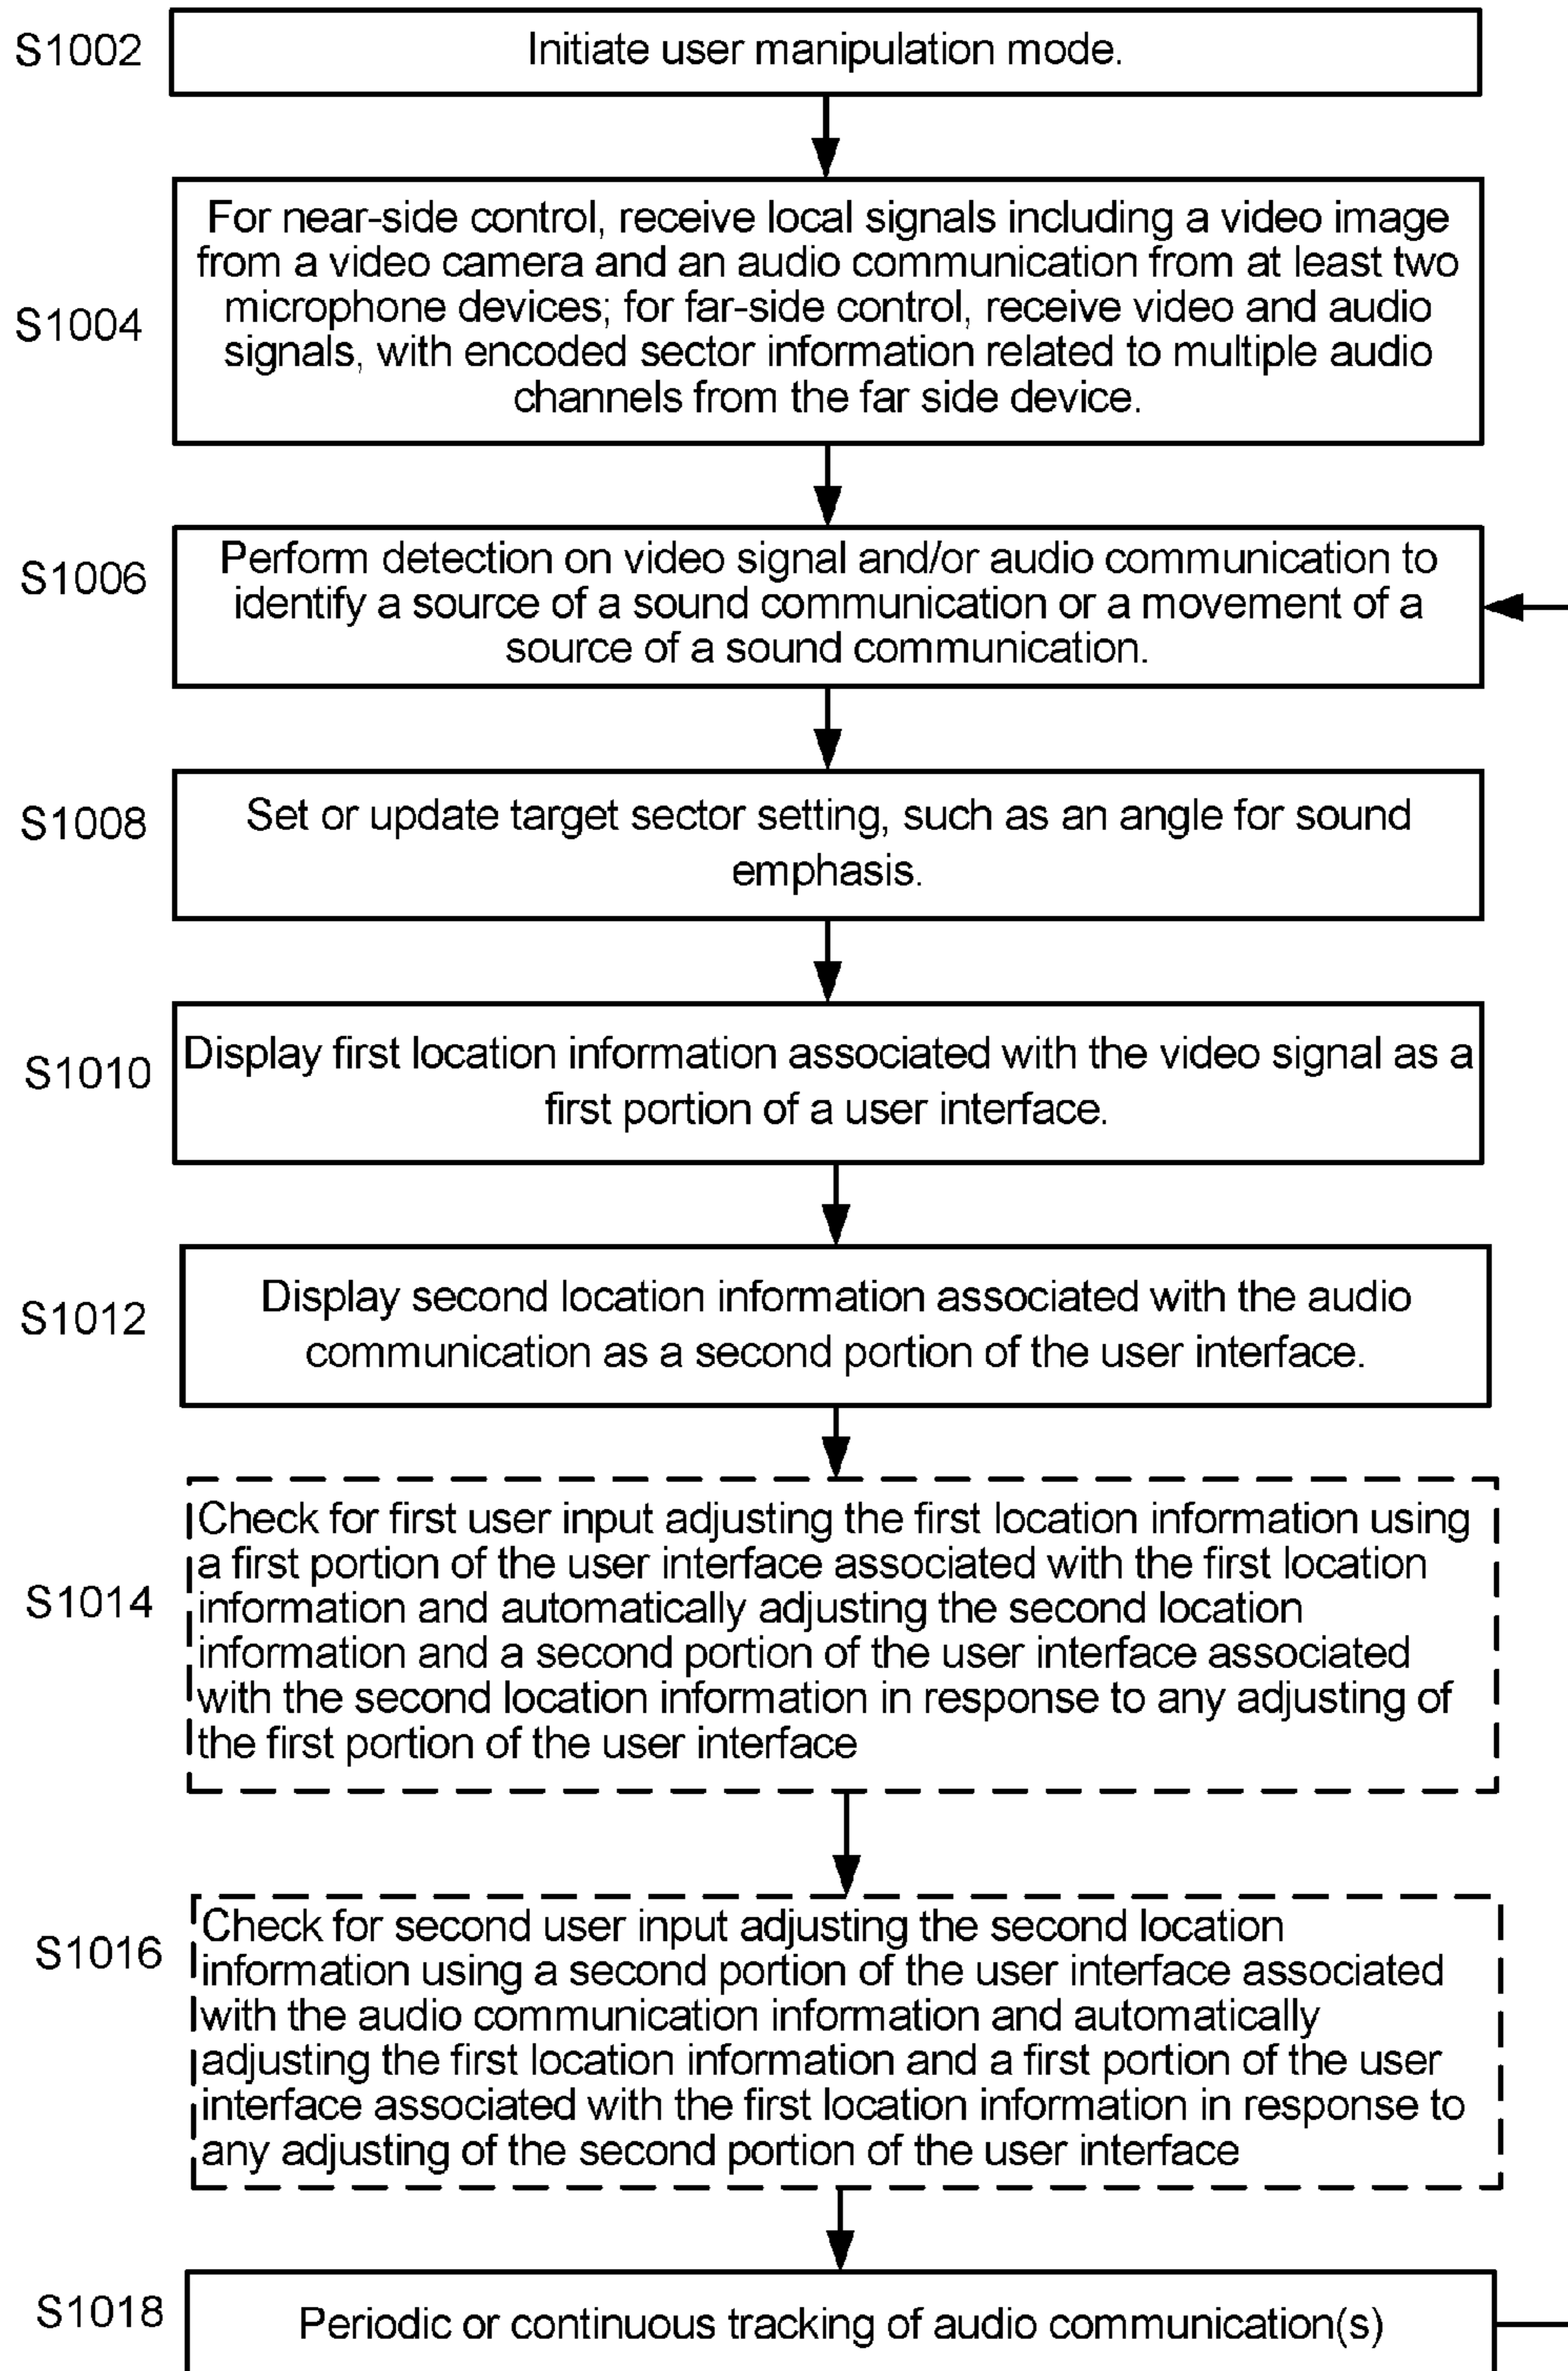 S1002
Initiate user manipulation mode.
S1004
For near-side control, receive local signals including a video image
from a video camera and an audio communication from at least two
microphone devices; for far-side control, receive video and audio
signals, with encoded sector information related to multiple audio
channels from the far side device.
S1006
Perform detection on video signal and/or audio communication to
identify a source of a sound communication or a movement of a
source of a sound communication.
S1008
Set or update target sector setting, such as an angle for sound
emphasis.
S1010
Display first location information associated with the video signal as a
first portion of a user interface.
S1012
Display second location information associated with the audio
communication as a second portion of the user interface.
S1014
Check for first user input adjusting the first location information using
a first portion of the user interface associated with the first location
information and automatically adjusting the second location
information and a second portion of the user interface associated
with the second location information in response to any adjusting of
the first portion of the user interface
S1016
Check for second user input adjusting the second location
information using a second portion of the user interface associated
with the audio communication information and automatically
adjusting the first location information and a first portion of the user
interface associated with the first location information in response to
any adjusting of the second portion of the user interface
S1018
Periodic or continuous tracking of audio communication(s)